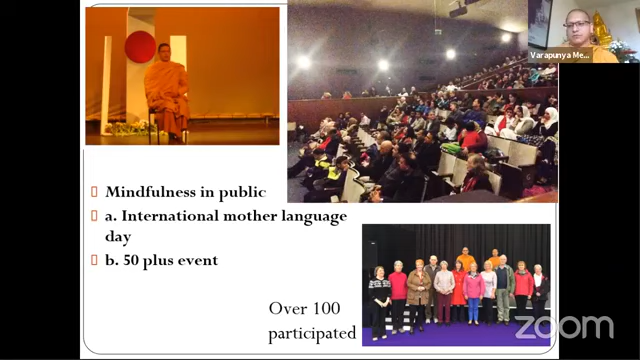 Varapunya Me...
Mindfulness in public
a. International mother language
day
b. 50 plus event
Over 100
participated
zoom